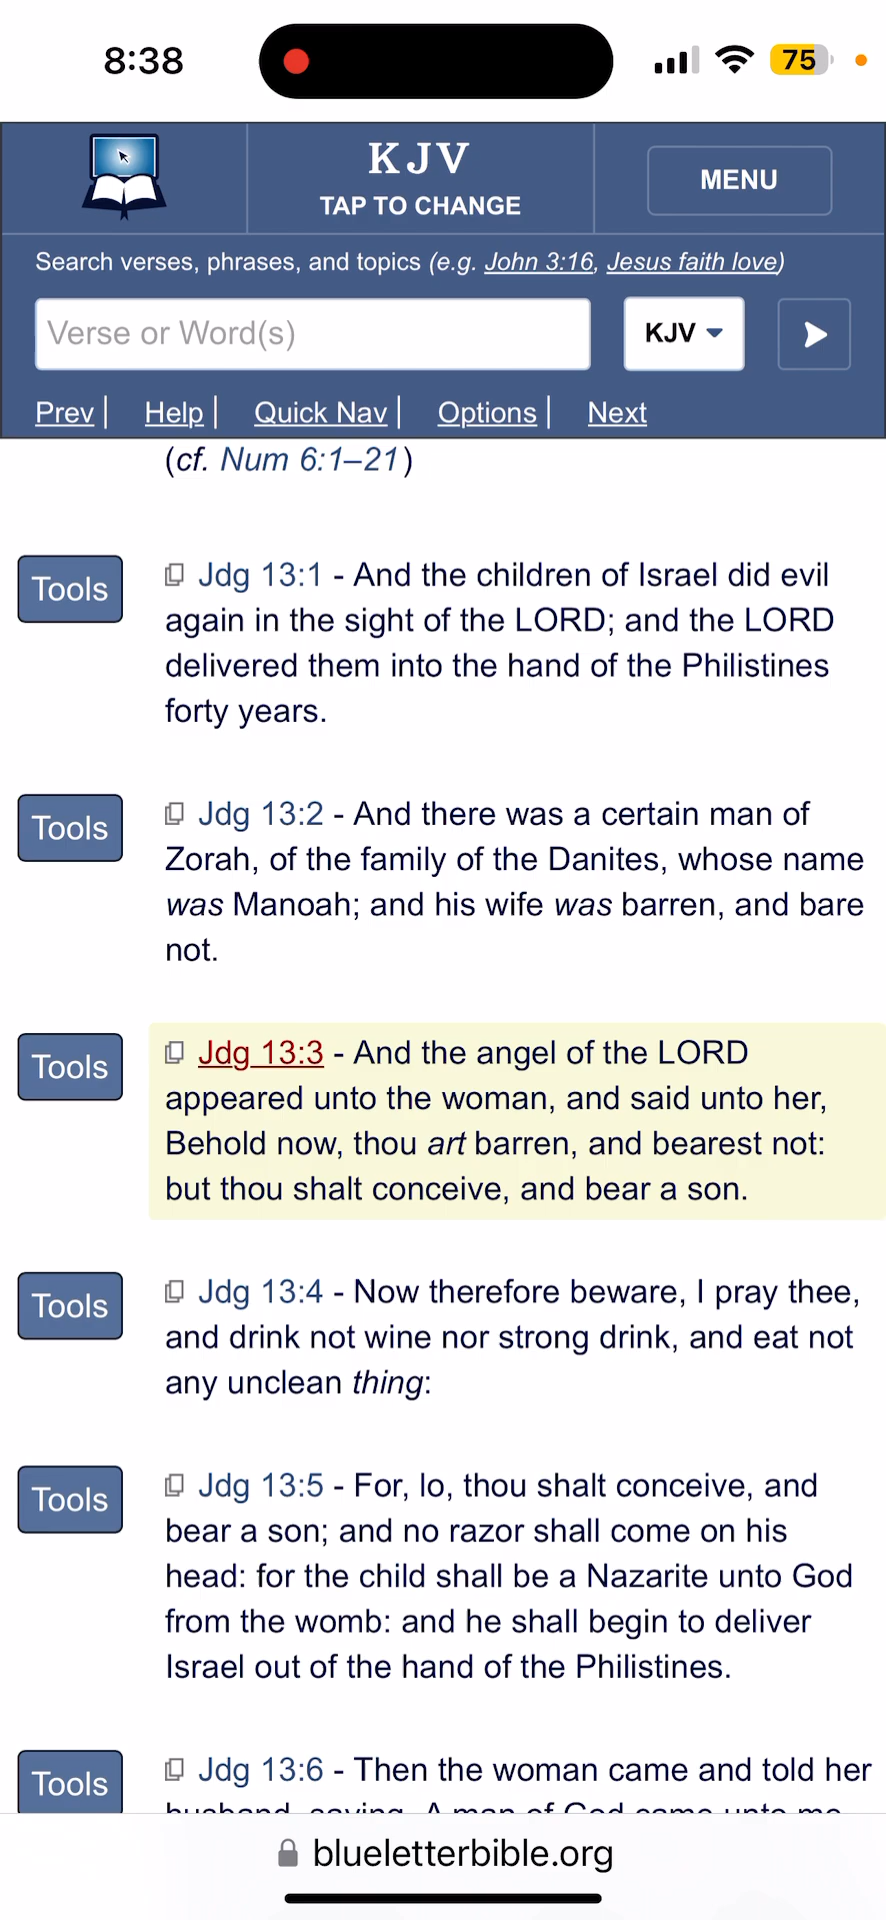 8:38
75
KJV
TAP TO CHANGE
MENU
Search verses, phrases, and topics (e.g. John 3:16, Jesus faith love)
Verse or Word(s)
KJV
Prev | Help | Quick Nav | Options | Next
(cf. Num 6:1–21)
Tools
Jdg 13:1 - And the children of Israel did evil
again in the sight of the LORD; and the LORD
delivered them into the hand of the Philistines
forty years.
Tools
Jdg 13:2 - And there was a certain man of
Zorah, of the family of the Danites, whose name
was Manoah; and his wife was barren, and bare
not.
Tools
Jdg 13:3 - And the angel of the LORD
appeared unto the woman, and said unto her,
Behold now, thou art barren, and bearest not:
but thou shalt conceive, and bear a son.
Tools
Jdg 13:4 - Now therefore beware, I pray thee,
and drink not wine nor strong drink, and eat not
any unclean thing:
Tools
Jdg 13:5 - For, lo, thou shalt conceive, and
bear a son; and no razor shall come on his
head: for the child shall be a Nazarite unto God
from the womb: and he shall begin to deliver
Israel out of the hand of the Philistines.
Tools
Jdg 13:6 - Then the woman came and told her
husband, saying, A man of God came unto me,
blueletterbible.org